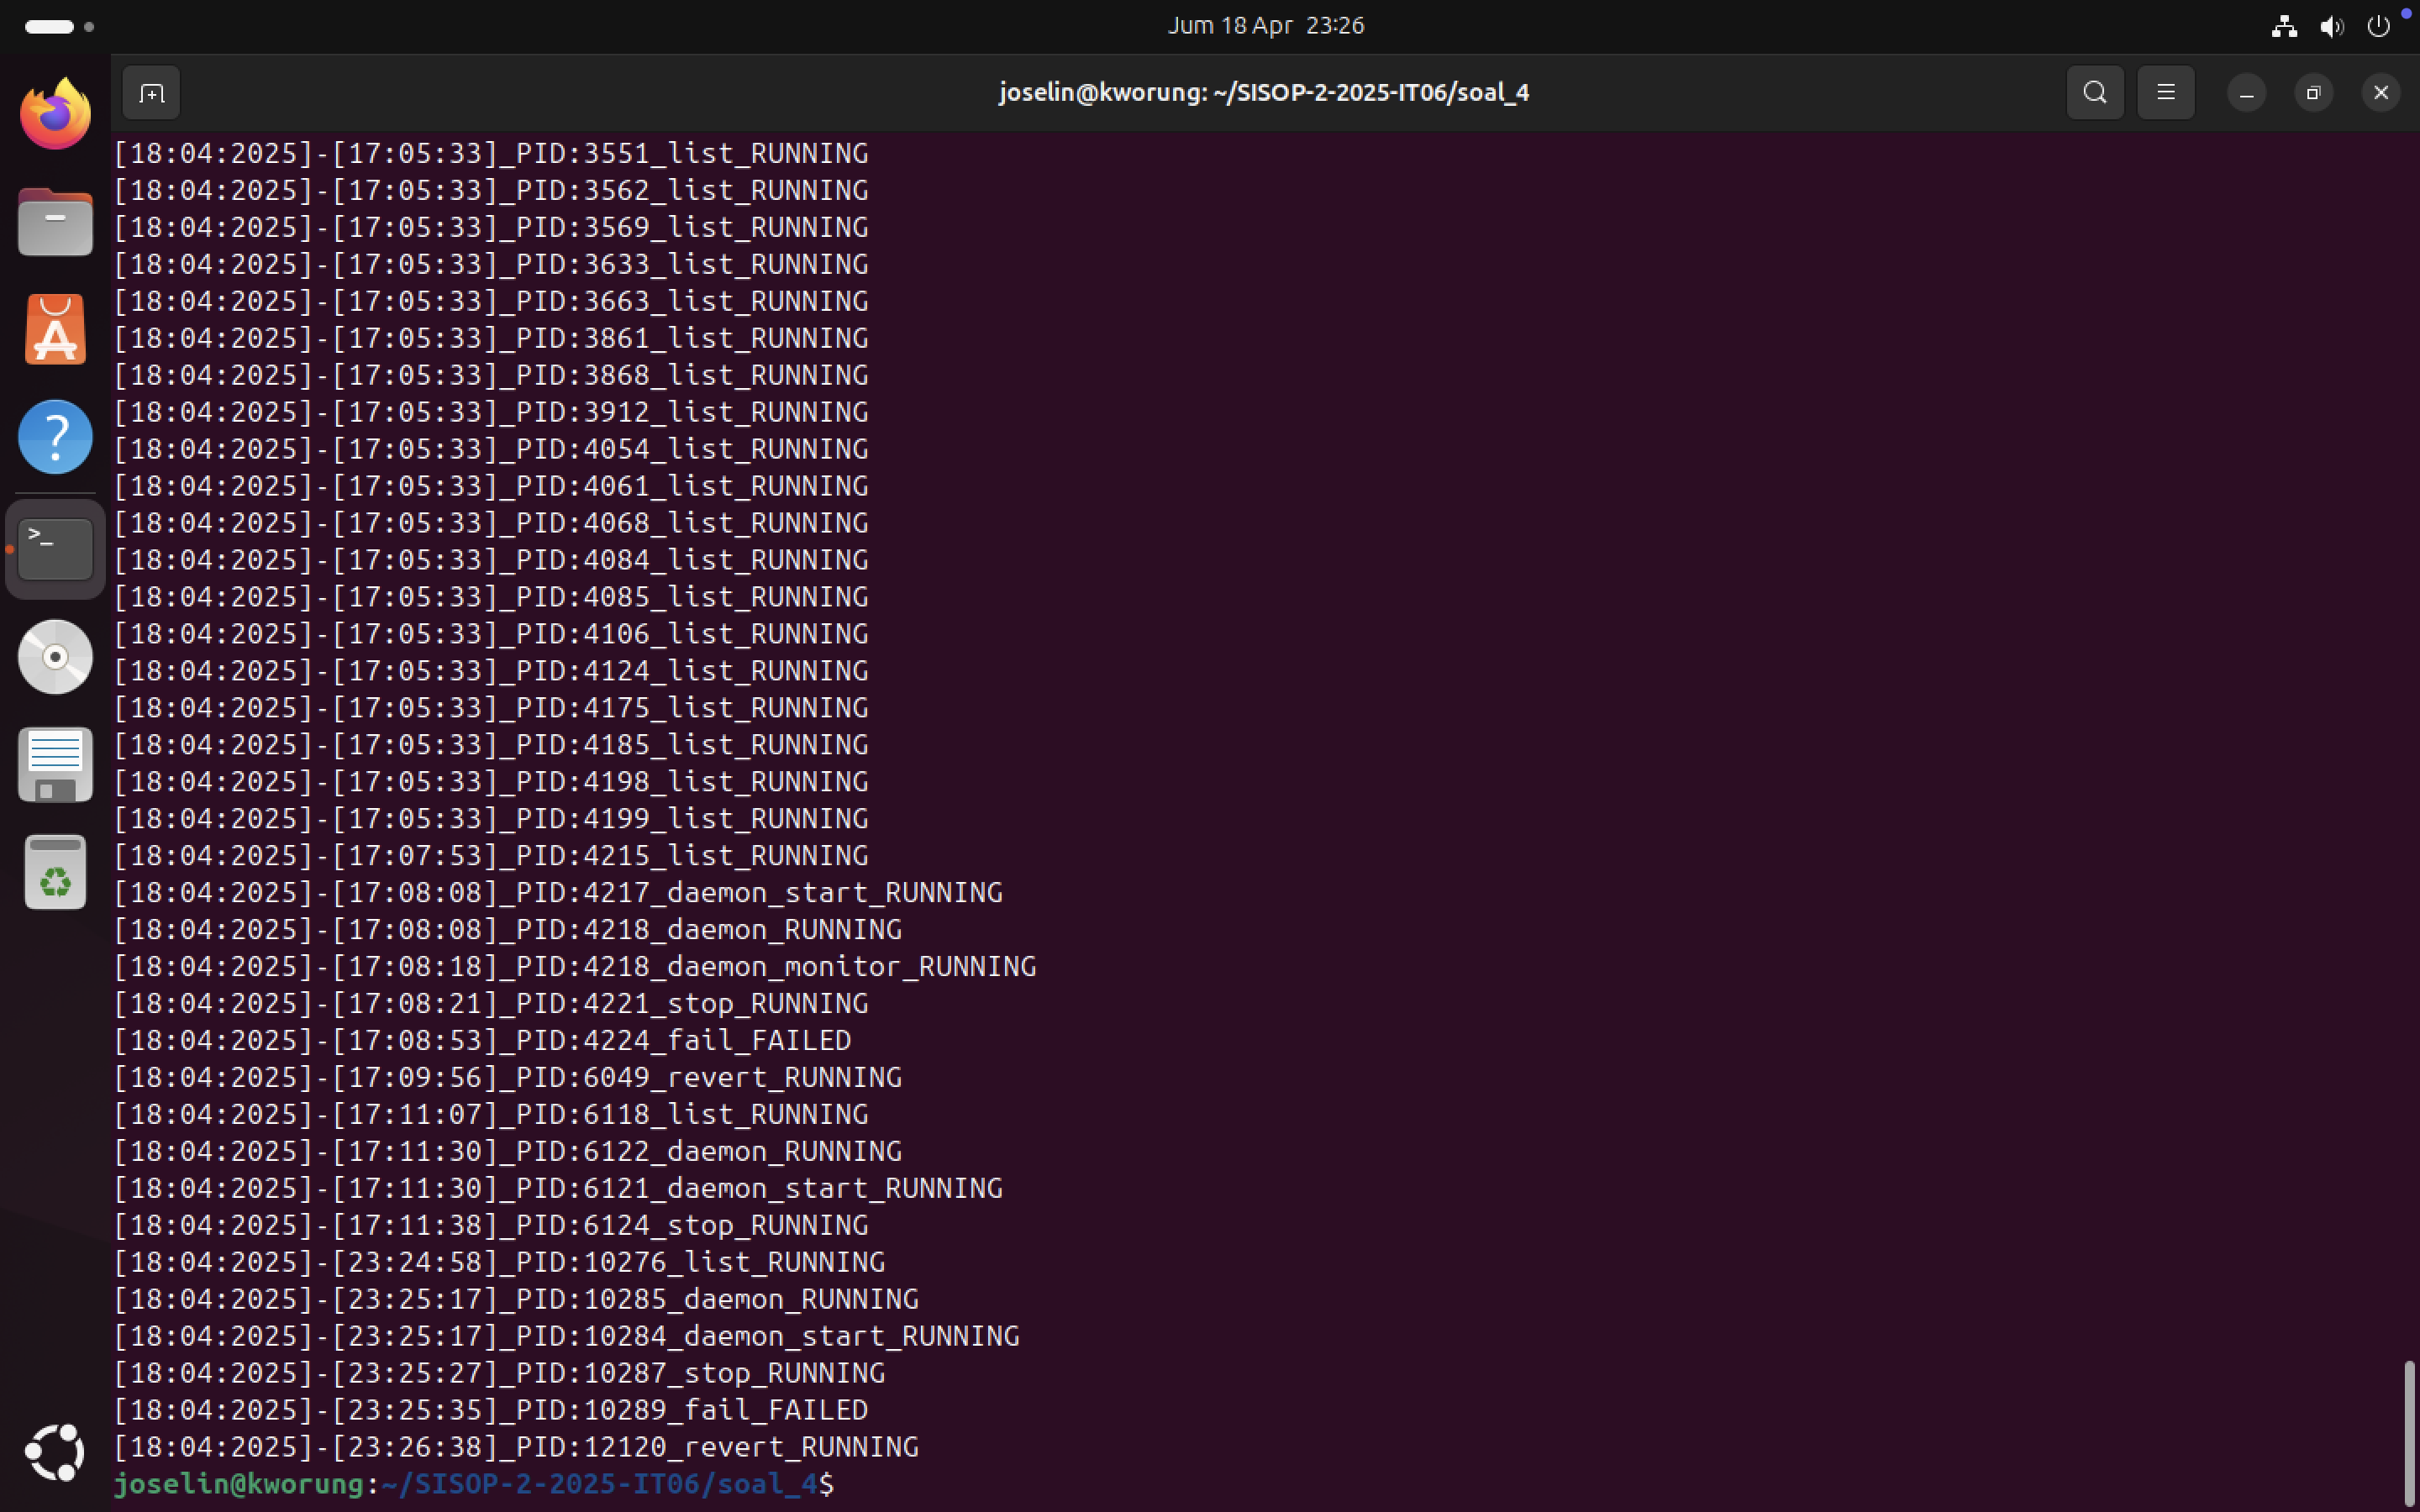 Jum 18 Apr 23:26
joselin@kworung: ~/SISOP-2-2025-IT06/soal_4
[18:04:2025]-[17:05:33]_PID:3551_list_RUNNING
[18:04:2025]-[17:05:33]_PID:3562_list_RUNNING
[18:04:2025]-[17:05:33]_PID:3569_list_RUNNING
[18:04:2025]-[17:05:33]_PID:3633_list_RUNNING
[18:04:2025]-[17:05:33]_PID:3663_list_RUNNING
[18:04:2025]-[17:05:33]_PID:3861_list_RUNNING
[18:04:2025]-[17:05:33]_PID:3868_list_RUNNING
[18:04:2025]-[17:05:33]_PID:3912_list_RUNNING
[18:04:2025]-[17:05:33]_PID:4054_list_RUNNING
[18:04:2025]-[17:05:33]_PID:4061_list_RUNNING
[18:04:2025]-[17:05:33]_PID:4068_list_RUNNING
[18:04:2025]-[17:05:33]_PID:4084_list_RUNNING
[18:04:2025]-[17:05:33]_PID:4085_list_RUNNING
[18:04:2025]-[17:05:33]_PID:4106_list_RUNNING
[18:04:2025]-[17:05:33]_PID:4124_list_RUNNING
[18:04:2025]-[17:05:33]_PID:4175_list_RUNNING
[18:04:2025]-[17:05:33]_PID:4185_list_RUNNING
[18:04:2025]-[17:05:33]_PID:4198_list_RUNNING
[18:04:2025]-[17:05:33]_PID:4199_list_RUNNING
[18:04:2025]-[17:07:53]_PID:4215_list_RUNNING
[18:04:2025]-[17:08:08]_PID:4217_daemon_start_RUNNING
[18:04:2025]-[17:08:08]_PID:4218_daemon_RUNNING
[18:04:2025]-[17:08:18]_PID:4218_daemon_monitor_RUNNING
[18:04:2025]-[17:08:21]_PID:4221_stop_RUNNING
[18:04:2025]-[17:08:53]_PID:4224_fail_FAILED
[18:04:2025]-[17:09:56]_PID:6049_revert_RUNNING
[18:04:2025]-[17:11:07]_PID:6118_list_RUNNING
[18:04:2025]-[17:11:30]_PID:6122_daemon_RUNNING
[18:04:2025]-[17:11:30]_PID:6121_daemon_start_RUNNING
[18:04:2025]-[17:11:38]_PID:6124_stop_RUNNING
[18:04:2025]-[23:24:58]_PID:10276_list_RUNNING
[18:04:2025]-[23:25:17]_PID:10285_daemon_RUNNING
[18:04:2025]-[23:25:17]_PID:10284_daemon_start_RUNNING
[18:04:2025]-[23:25:27]_PID:10287_stop_RUNNING
[18:04:2025]-[23:25:35]_PID:10289_fail_FAILED
[18:04:2025]-[23:26:38]_PID:12120_revert_RUNNING
joselin@kworung:~/SISOP-2-2025-IT06/soal_4$